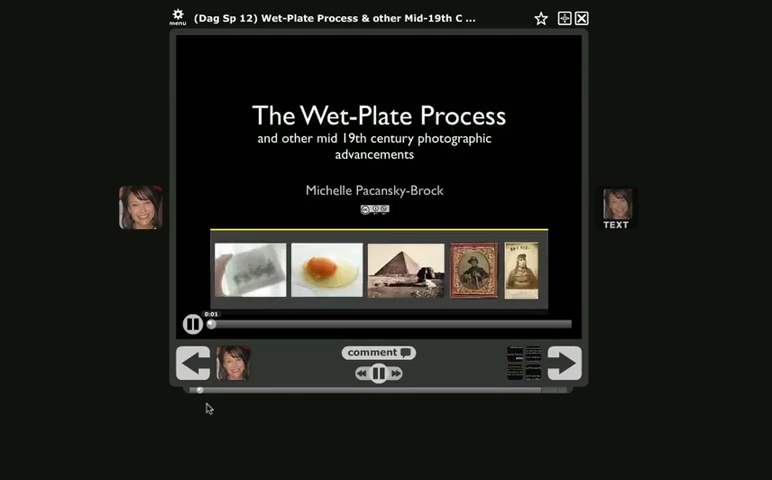 menu
(Dag Sp 12) Wet-Plate Process & other Mid-19th C ...
The Wet-Plate Process
and other mid 19th century photographic
advancements
Michelle Pacansky-Brock
TEXT
0:01
comment